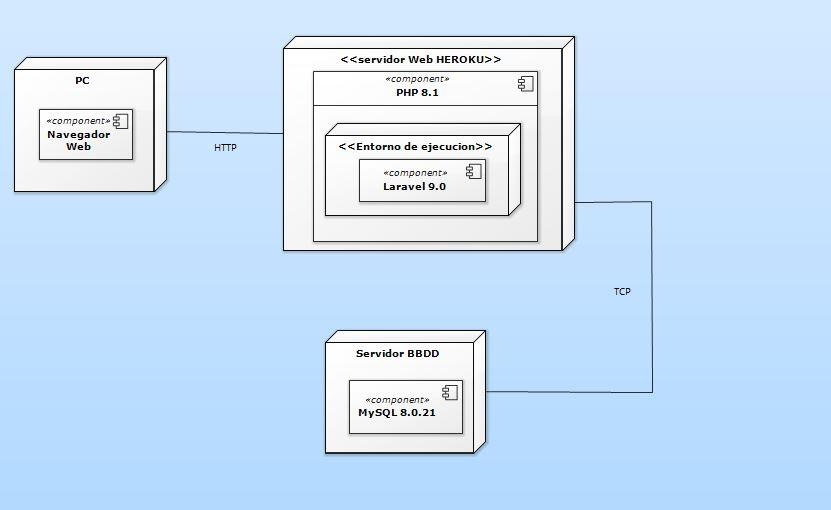 PC
«component»
Navegador
Web
HTTP
<<servidor Web HEROKU>>
«component»
PHP 8.1
<<Entorno de ejecucion>>
«component»
Laravel 9.0
TCP
Servidor BBDD
«component»
MySQL 8.0.21